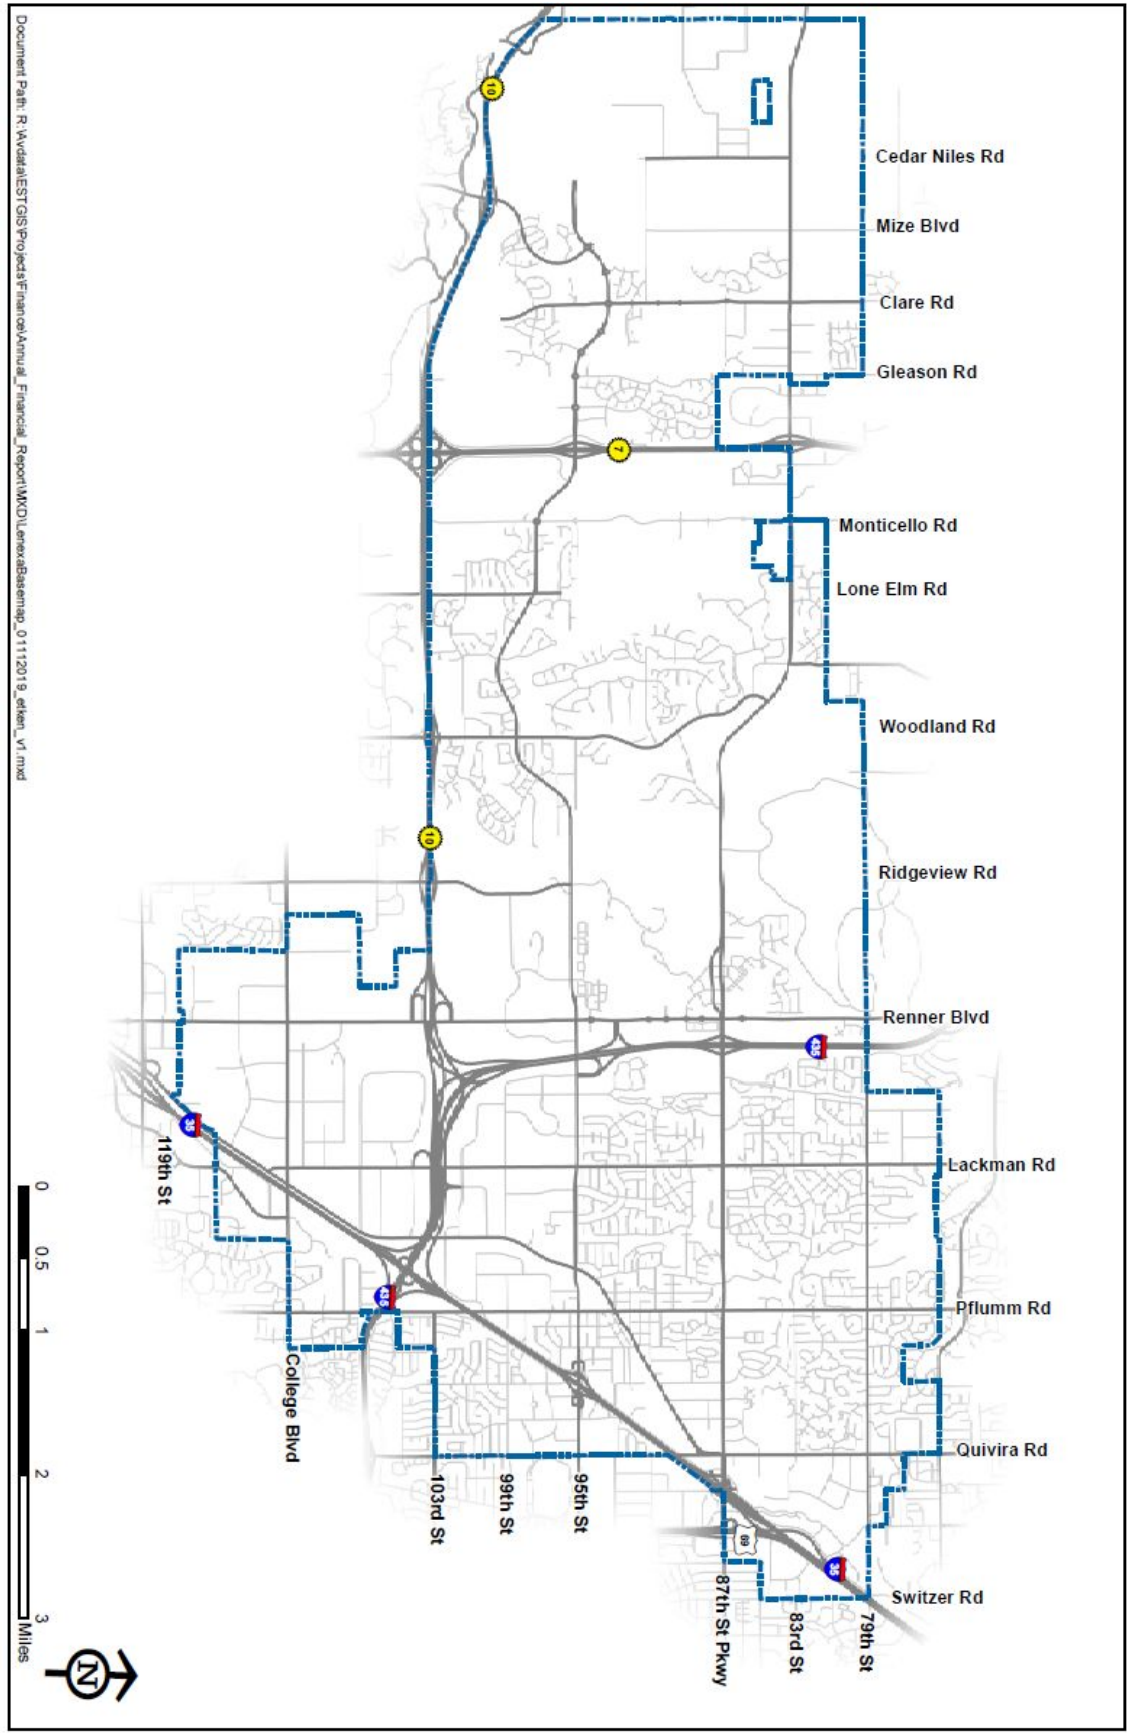 Document Path: R:\Avdata\ESTGIS\Projects\Finance\Annual_Financial_Report\MXD\LenexaBasemap_01112019_etken_v1.mxd
10
Cedar Niles Rd
Mize Blvd
Clare Rd
Gleason Rd
7
Monticello Rd
Lone Elm Rd
Woodland Rd
10
Ridgeview Rd
Renner Blvd
435
35
119th St
Lackman Rd
435
Pflumm Rd
College Blvd
Quivira Rd
103rd St
99th St
95th St
69
35
Switzer Rd
87th St Pkwy
83rd St
79th St
0 0.5 1 2 3
Miles
N